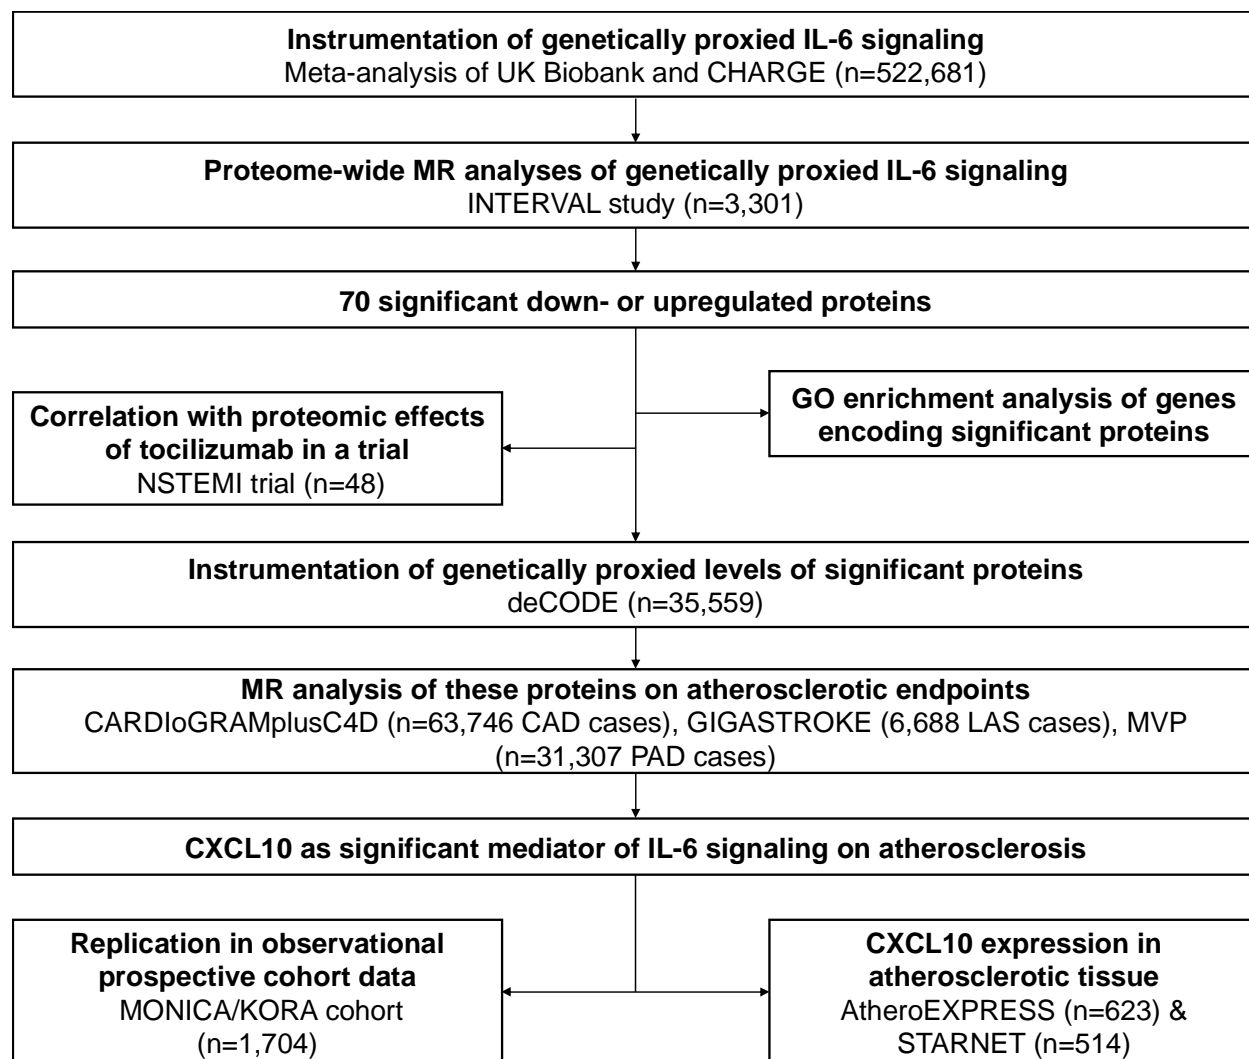 Instrumentation of genetically proxied IL-6 signaling
Meta-analysis of UK Biobank and CHARGE (n=522,681)
Proteome-wide MR analyses of genetically proxied IL-6 signaling
INTERVAL study (n=3,301)
70 significant down- or upregulated proteins
Correlation with proteomic effects
of tocilizumab in a trial
NSTEMI trial (n=48)
GO enrichment analysis of genes
encoding significant proteins
Instrumentation of genetically proxied levels of significant proteins
deCODE (n=35,559)
MR analysis of these proteins on atherosclerotic endpoints
CARDIoGRAMplusC4D (n=63,746 CAD cases), GIGASTROKE (6,688 LAS cases), MVP
(n=31,307 PAD cases)
CXCL10 as significant mediator of IL-6 signaling on atherosclerosis
Replication in observational
prospective cohort data
MONICA/KORA cohort
(n=1,704)
CXCL10 expression in
atherosclerotic tissue
AtheroEXPRESS (n=623) &
STARNET (n=514)